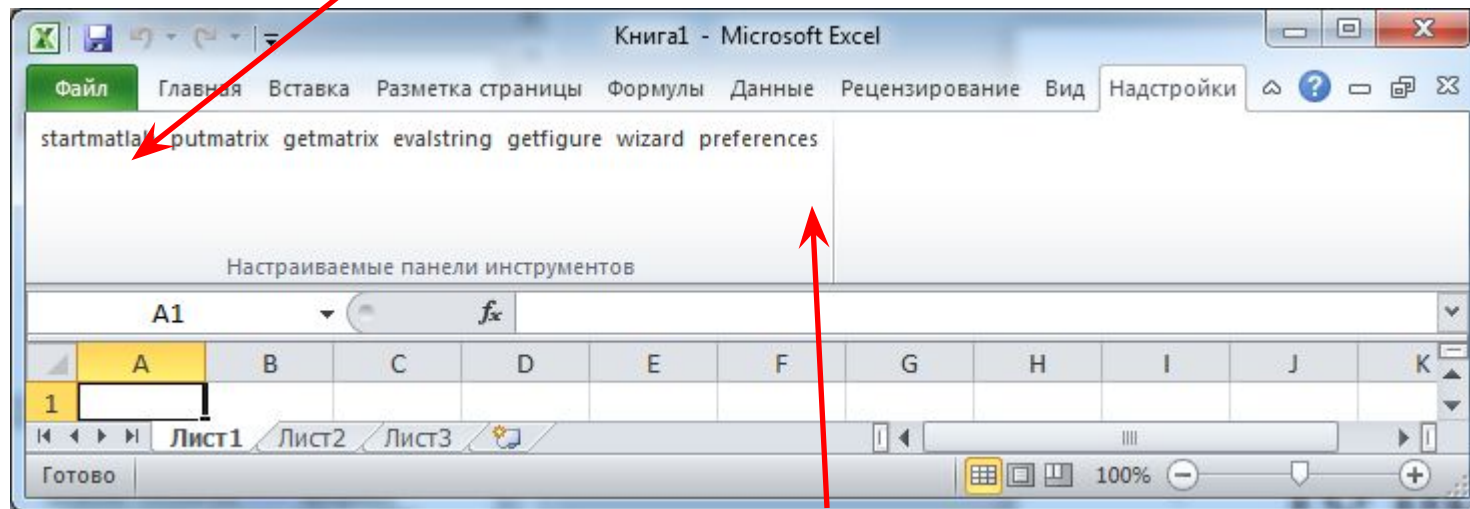 Книга1 - Microsoft Excel
Файл Главная Вставка Разметка страницы Формулы Данные Рецензирование Вид Надстройки
startmatlab putmatrix getmatrix evalstring getfigure wizard preferences
Настраиваемые панели инструментов
A1 fx
A B C D E F G H I J K
1
Лист1 Лист2 Лист3
Готово 100%